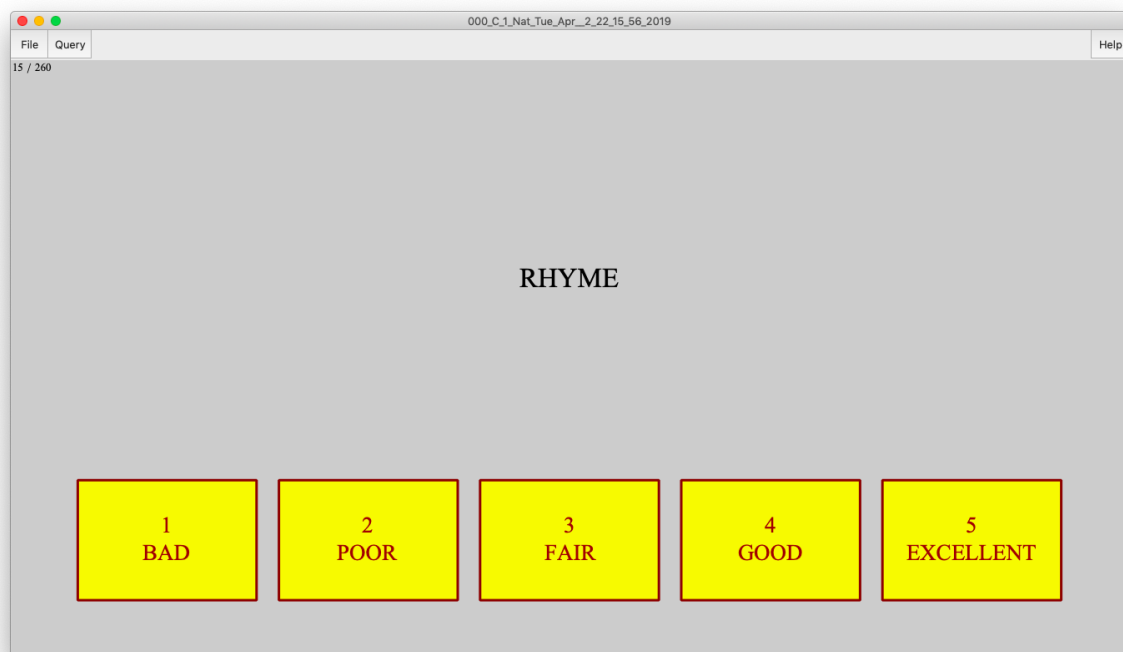 000_C_1_Nat_Tue_Apr__2_22_15_56_2019
File Query Help
15 / 260
RHYME
1 2 3 4 5
BAD POOR FAIR GOOD EXCELLENT